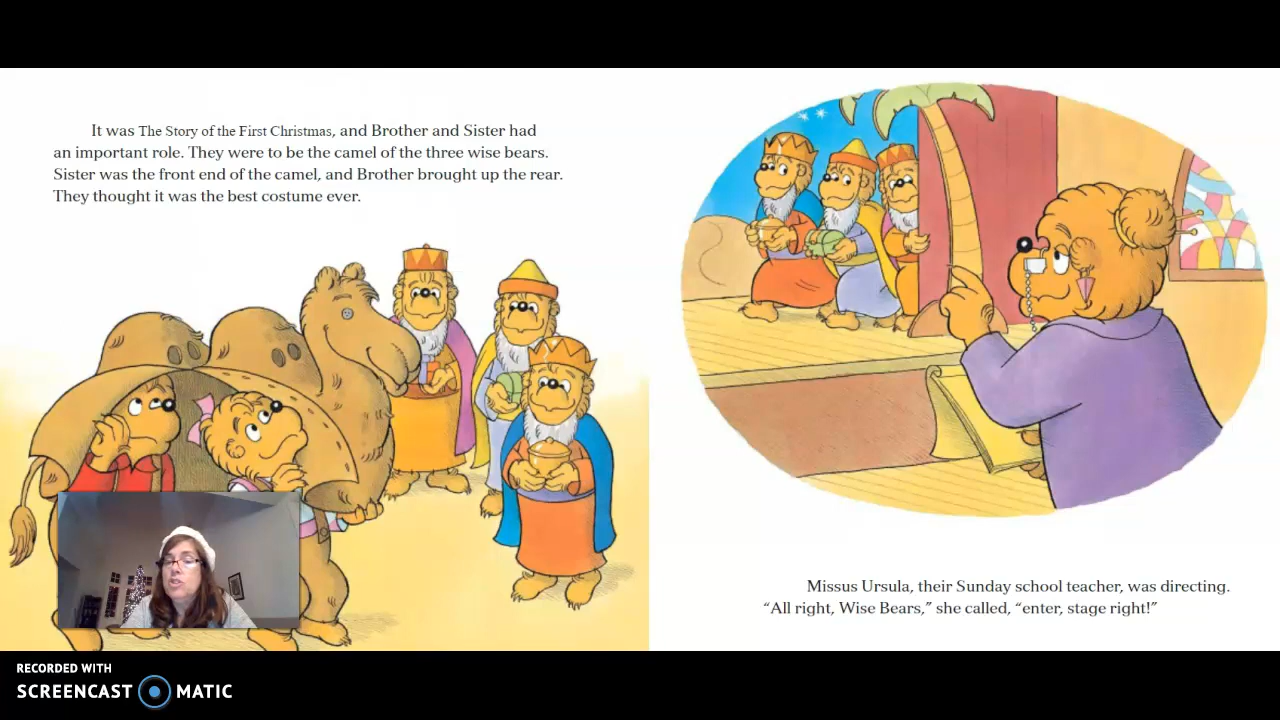 It was The Story of the First Christmas, and Brother and Sister had
an important role. They were to be the camel of the three wise bears.
Sister was the front end of the camel, and Brother brought up the rear.
They thought it was the best costume ever.
Missus Ursula, their Sunday school teacher, was directing.
“All right, Wise Bears,” she called, “enter, stage right!”
RECORDED WITH
SCREENCAST MATIC